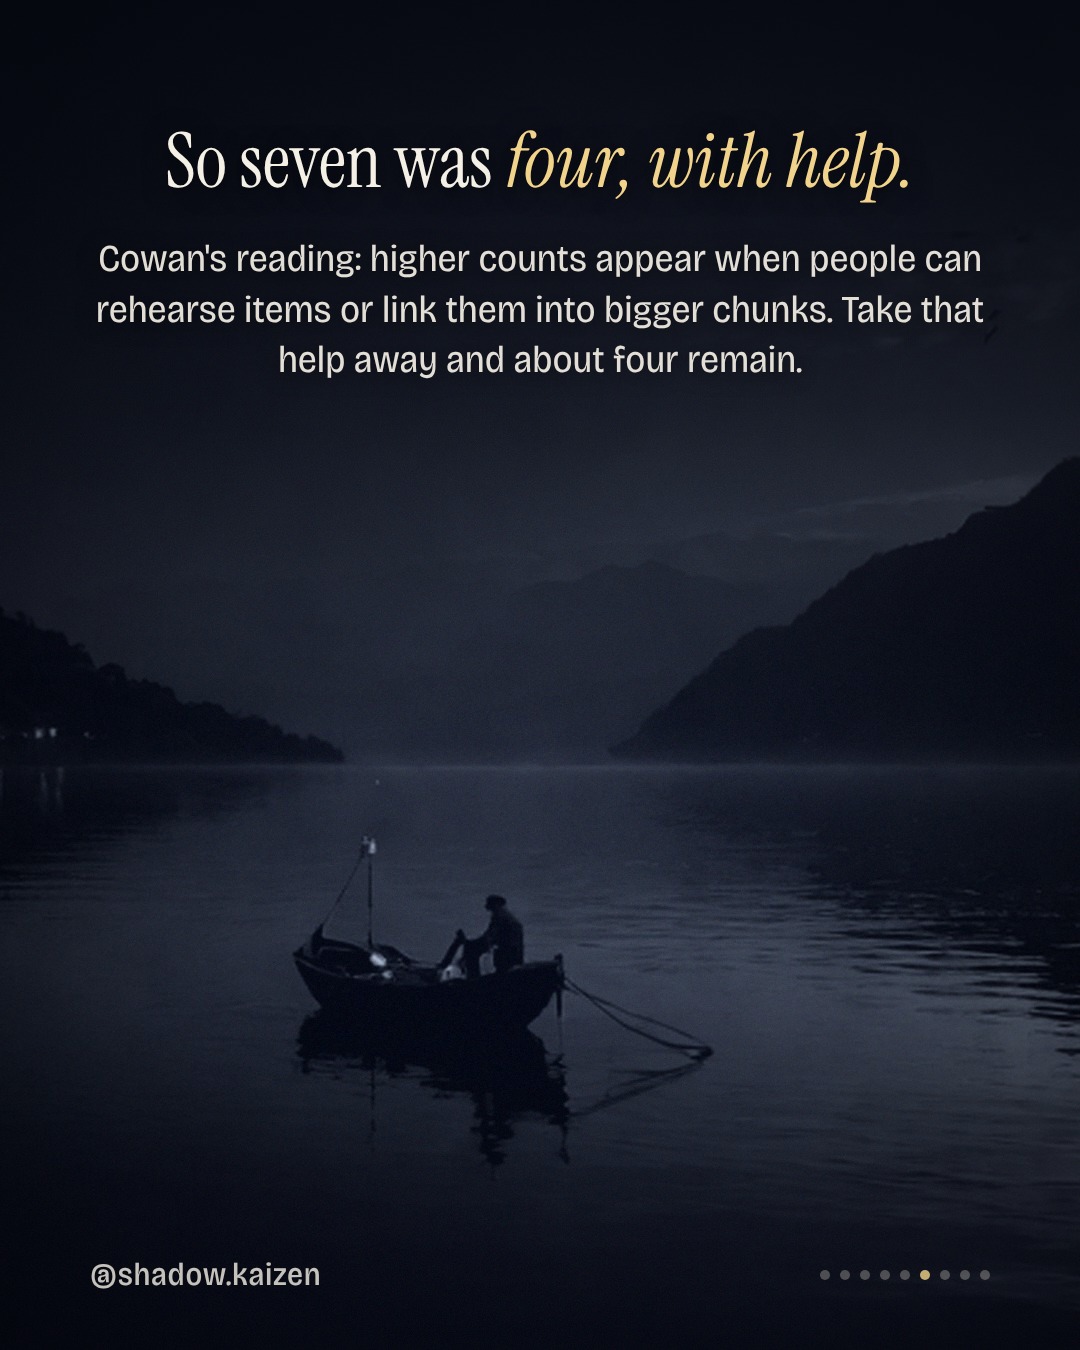 So seven was four, with help.
Cowan's reading: higher counts appear when people can
rehearse items or link them into bigger chunks. Take that
help away and about four remain.
@shadow.kaizen